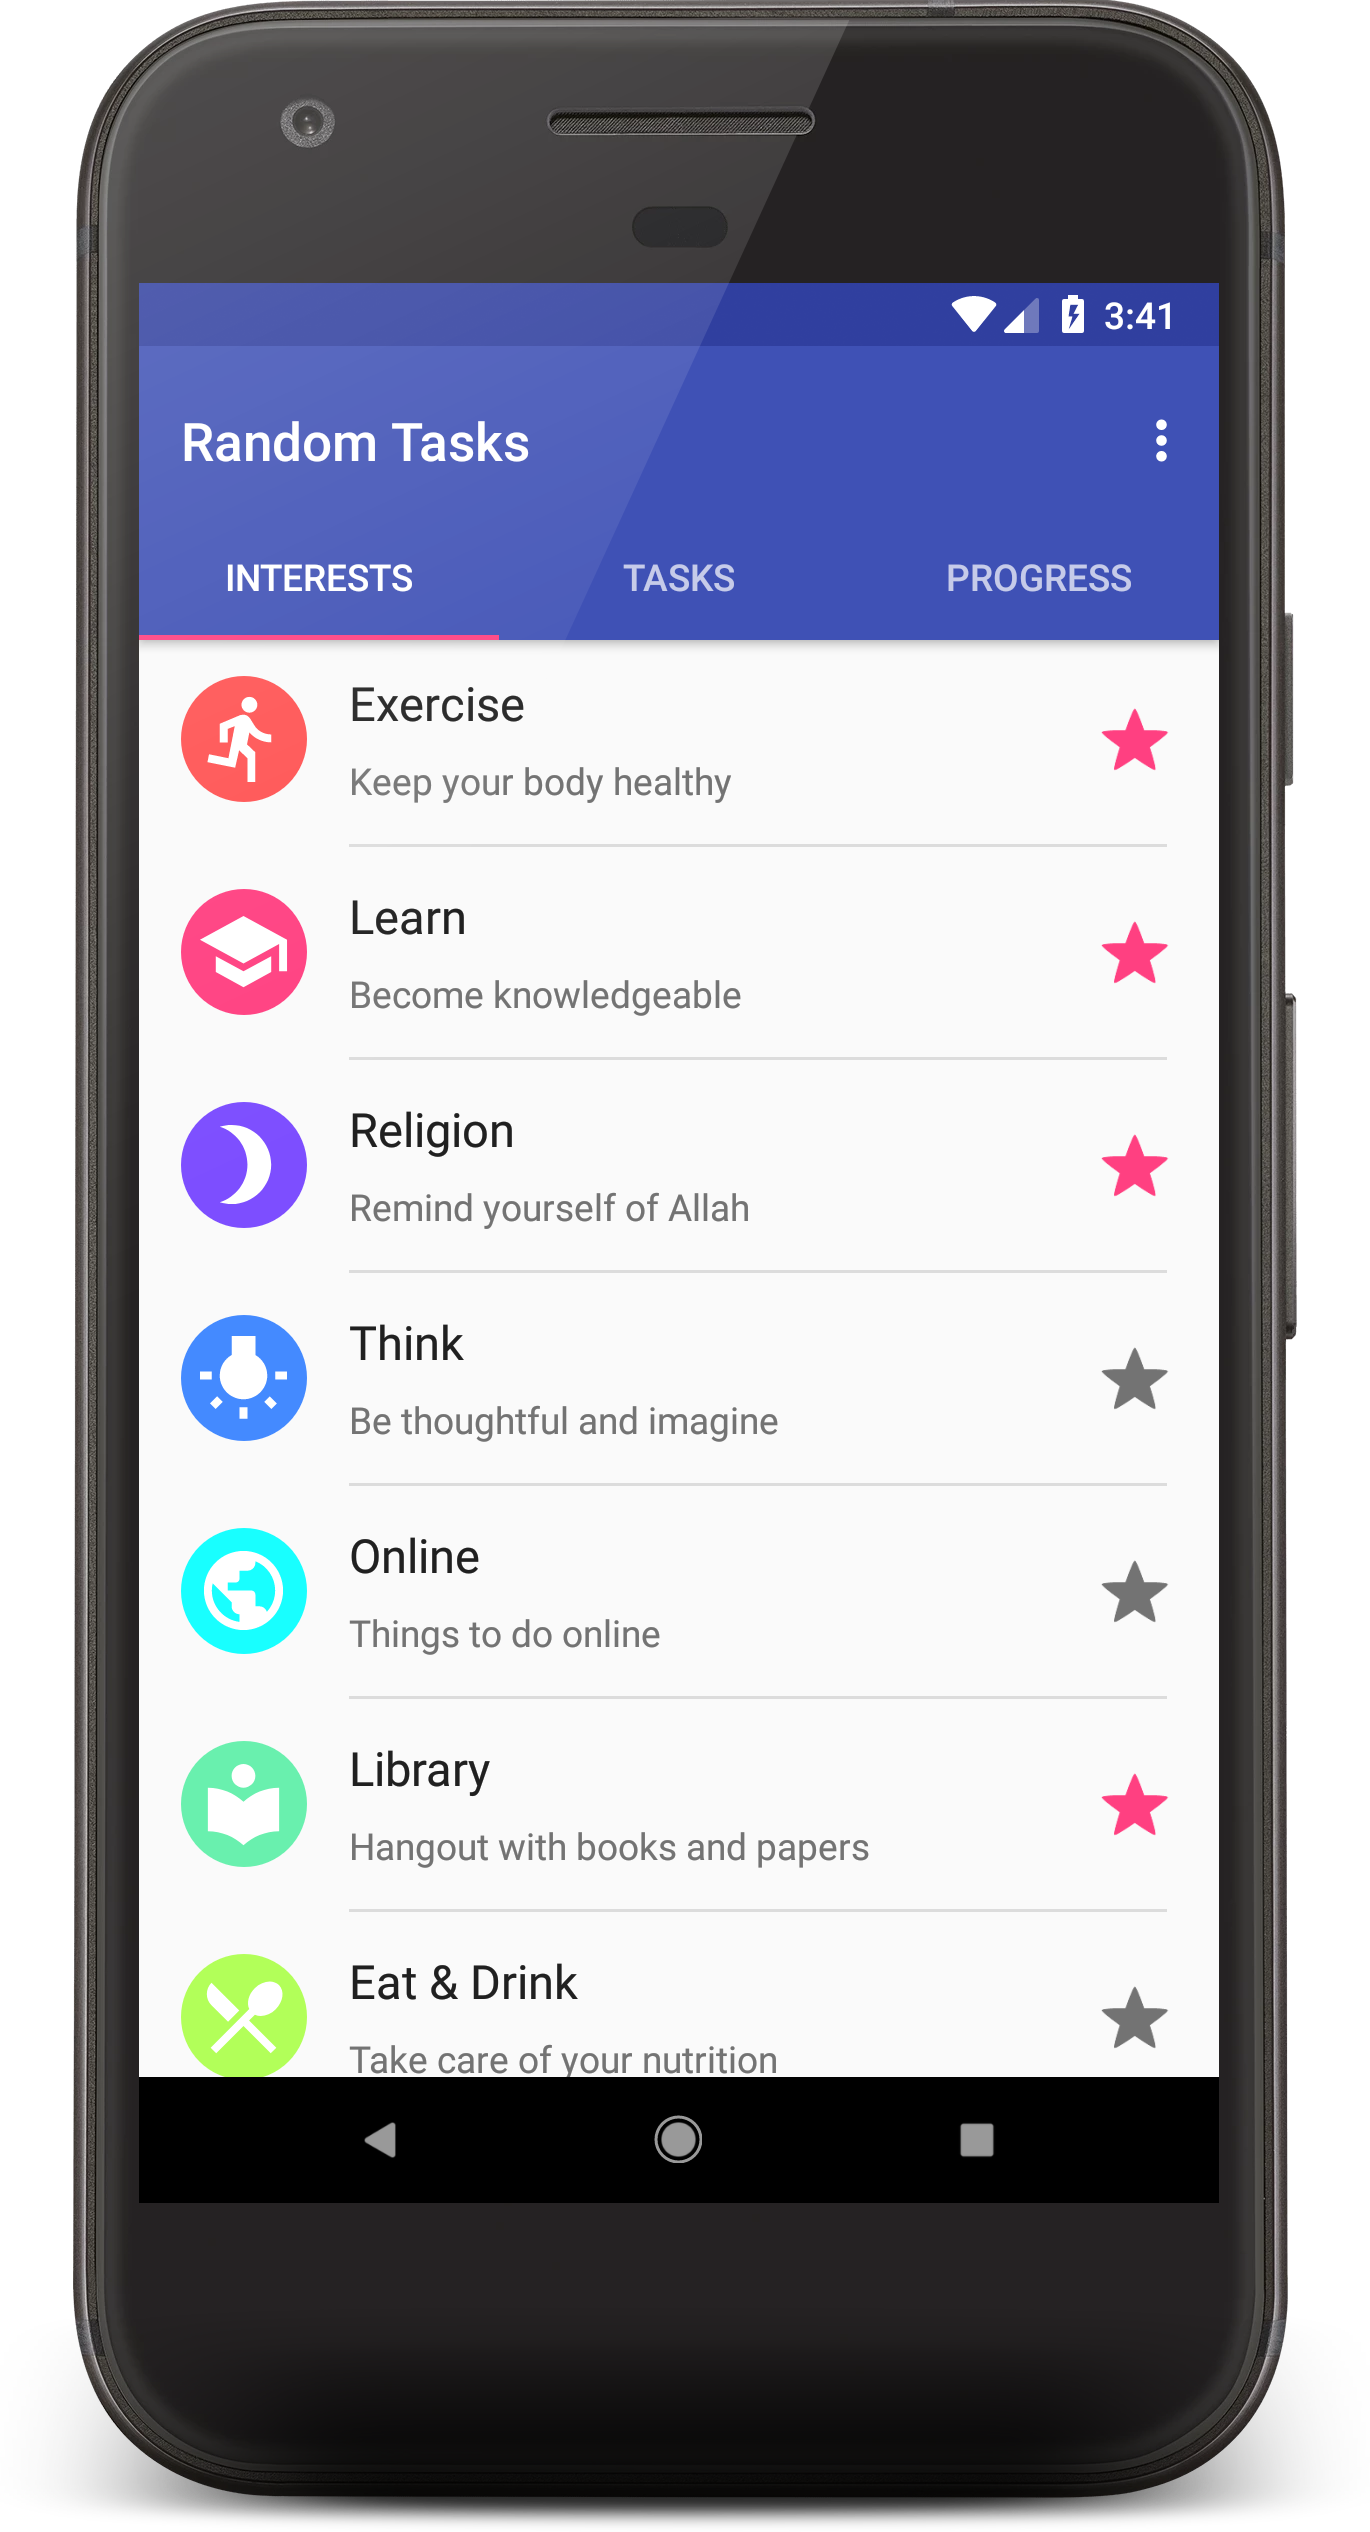 3:41
Random Tasks
INTERESTS TASKS PROGRESS
Exercise
Keep your body healthy
Learn
Become knowledgeable
Religion
Remind yourself of Allah
Think
Be thoughtful and imagine
Online
Things to do online
Library
Hangout with books and papers
Eat & Drink
Take care of your nutrition